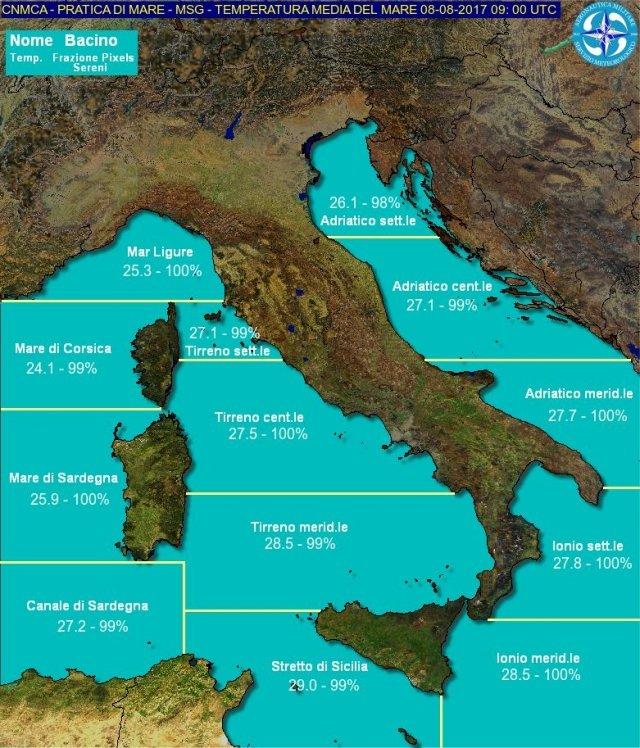 CNMCA - PRATICA DI MARE - MSG - TEMPERATURA MEDIA DEL MARE 08-08-2017 09: 00 UTC
AERONAUTICA MILITARE
Nome Bacino
Temp. Frazione Pixels
Sereni
26.1 - 98%
Adriatico sett.le
Mar Ligure
25.3 - 100%
Adriatico cent.le
27.1 - 99%
27.1 - 99%
Tirreno sett.le
Mare di Corsica
24.1 - 99%
Adriatico merid.le
27.7 - 100%
Tirreno cent.le
27.5 - 100%
Mare di Sardegna
25.9 - 100%
Tirreno merid.le
28.5 - 99%
Ionio sett.le
27.8 - 100%
Canale di Sardegna
27.2 - 99%
Stretto di Sicilia
29.0 - 99%
Ionio merid.le
28.5 - 100%